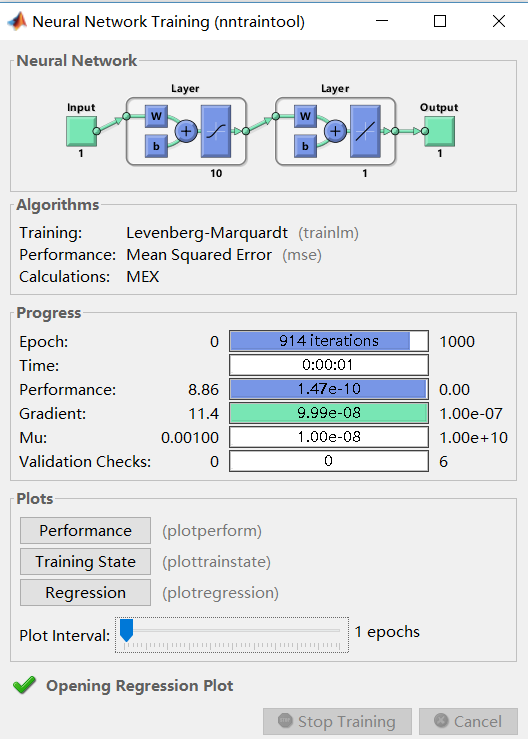 Neural Network Training (nntraintool)
Neural Network
Layer Layer
Input Output
W W
b b
1 1
10 1
Algorithms
Training: Levenberg-Marquardt (trainlm)
Performance: Mean Squared Error (mse)
Calculations: MEX
Progress
Epoch: 0 914 iterations 1000
Time: 0:00:01
Performance: 8.86 1.47e-10 0.00
Gradient: 11.4 9.99e-08 1.00e-07
Mu: 0.00100 1.00e-08 1.00e+10
Validation Checks: 0 0 6
Plots
Performance (plotperform)
Training State (plottrainstate)
Regression (plotregression)
Plot Interval: 1 epochs
Opening Regression Plot
Stop Training Cancel